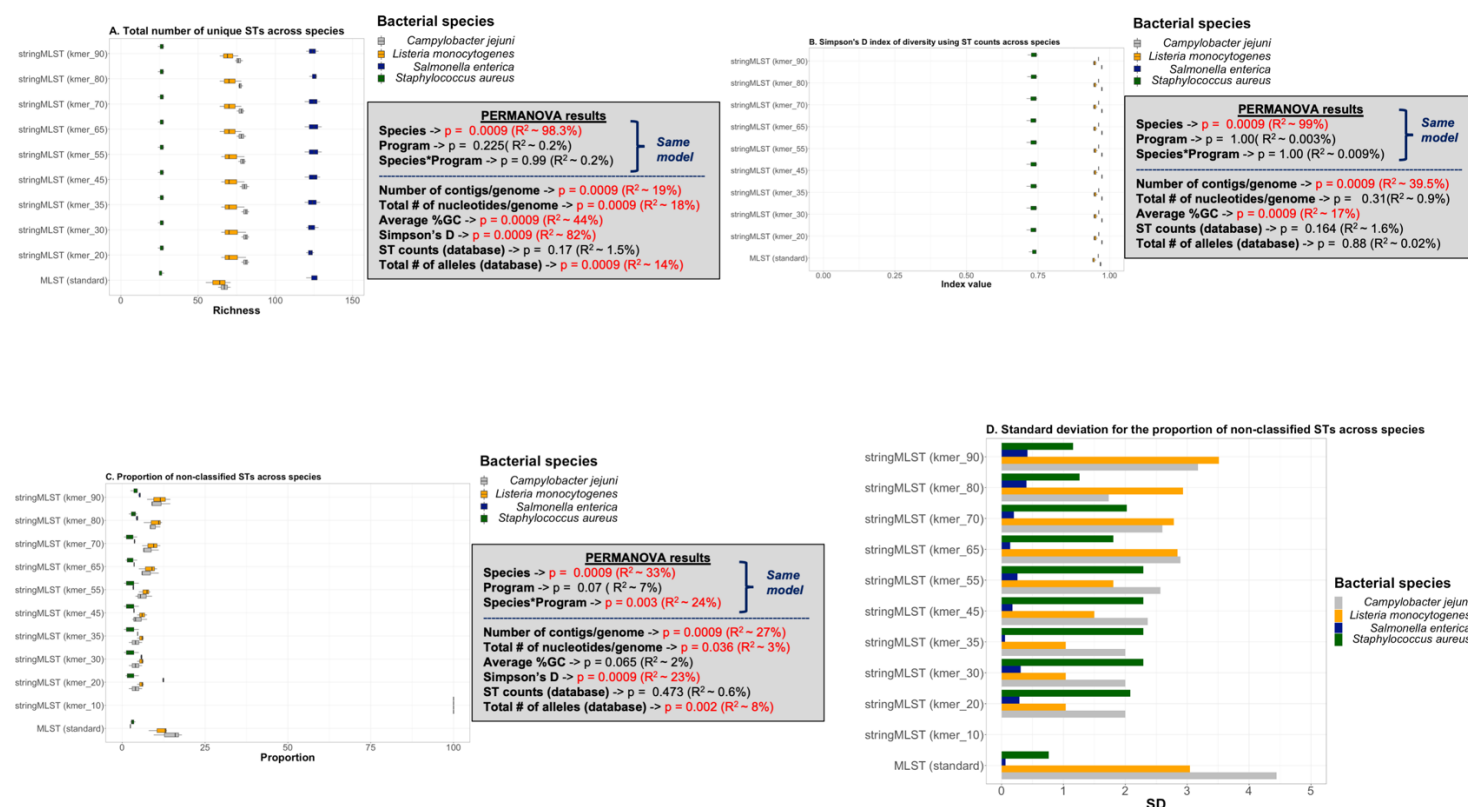 A. Total number of unique STs across species
stringMLST (kmer_90)
stringMLST (kmer_80)
stringMLST (kmer_70)
stringMLST (kmer_65)
stringMLST (kmer_55)
stringMLST (kmer_45)
stringMLST (kmer_35)
stringMLST (kmer_30)
stringMLST (kmer_20)
MLST (standard)
0 50 100 150
Richness
Bacterial species
Campylobacter jejuni
Listeria monocytogenes
Salmonella enterica
Staphylococcus aureus
PERMANOVA results
Species -> p = 0.0009 (R² ~ 98.3%)
Program -> p = 0.225( R² ~ 0.2%)
Species*Program -> p = 0.99 (R² ~ 0.2%)
Same
model
Number of contigs/genome -> p = 0.0009 (R² ~ 19%)
Total # of nucleotides/genome -> p = 0.0009 (R² ~ 18%)
Average %GC -> p = 0.0009 (R² ~ 44%)
Simpson's D -> p = 0.0009 (R² ~ 82%)
ST counts (database) -> p = 0.17 (R² ~ 1.5%)
Total # of alleles (database) -> p = 0.0009 (R² ~ 14%)
B. Simpson's D index of diversity using ST counts across species
stringMLST (kmer_90)
stringMLST (kmer_80)
stringMLST (kmer_70)
stringMLST (kmer_65)
stringMLST (kmer_55)
stringMLST (kmer_45)
stringMLST (kmer_35)
stringMLST (kmer_30)
stringMLST (kmer_20)
MLST (standard)
0.00 0.25 0.50 0.75 1.00
Index value
Bacterial species
Campylobacter jejuni
Listeria monocytogenes
Salmonella enterica
Staphylococcus aureus
PERMANOVA results
Species -> p = 0.0009 (R² ~ 99%)
Program -> p = 1.00( R² ~ 0.003%)
Species*Program -> p = 1.00 (R² ~ 0.009%)
Same
model
Number of contigs/genome -> p = 0.0009 (R² ~ 39.5%)
Total # of nucleotides/genome -> p = 0.31(R² ~ 0.9%)
Average %GC -> p = 0.0009 (R² ~ 17%)
ST counts (database) -> p = 0.164 (R² ~ 1.6%)
Total # of alleles (database) -> p = 0.88 (R² ~ 0.02%)
C. Proportion of non-classified STs across species
stringMLST (kmer_90)
stringMLST (kmer_80)
stringMLST (kmer_70)
stringMLST (kmer_65)
stringMLST (kmer_55)
stringMLST (kmer_45)
stringMLST (kmer_35)
stringMLST (kmer_30)
stringMLST (kmer_20)
stringMLST (kmer_10)
MLST (standard)
0 25 50 75 100
Proportion
Bacterial species
Campylobacter jejuni
Listeria monocytogenes
Salmonella enterica
Staphylococcus aureus
PERMANOVA results
Species -> p = 0.0009 (R² ~ 33%)
Program -> p = 0.07 ( R² ~ 7%)
Species*Program -> p = 0.003 (R² ~ 24%)
Same
model
Number of contigs/genome -> p = 0.0009 (R² ~ 27%)
Total # of nucleotides/genome -> p = 0.036 (R² ~ 3%)
Average %GC -> p = 0.065 (R² ~ 2%)
Simpson's D -> p = 0.0009 (R² ~ 23%)
ST counts (database) -> p = 0.473 (R² ~ 0.6%)
Total # of alleles (database) -> p = 0.002 (R² ~ 8%)
D. Standard deviation for the proportion of non-classified STs across species
stringMLST (kmer_90)
stringMLST (kmer_80)
stringMLST (kmer_70)
stringMLST (kmer_65)
stringMLST (kmer_55)
stringMLST (kmer_45)
stringMLST (kmer_35)
stringMLST (kmer_30)
stringMLST (kmer_20)
stringMLST (kmer_10)
MLST (standard)
0 1 2 3 4 5
SD
Bacterial species
Campylobacter jejuni
Listeria monocytogenes
Salmonella enterica
Staphylococcus aureus